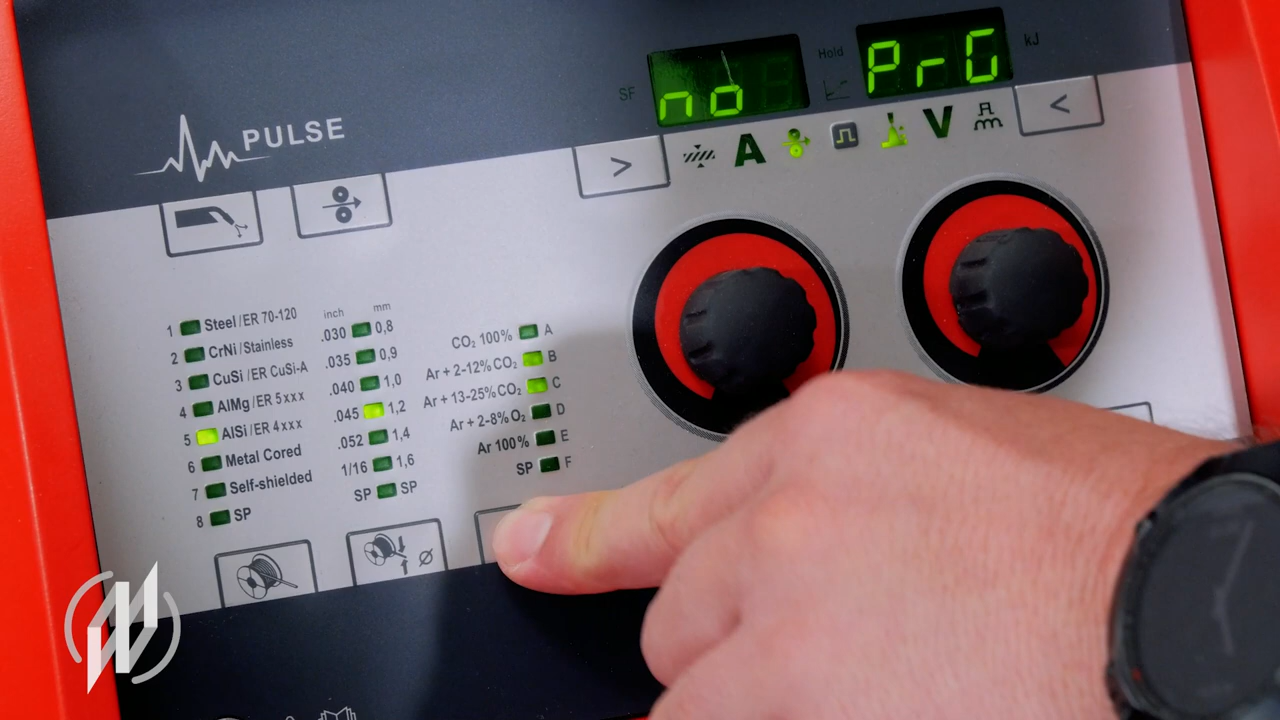 no PrG
SF
Hold
kJ
PULSE
> A V <
1 Steel/ER 70-120
2 CrNi/Stainless
3 CuSi/ER CuSi-A
4 AlMg/ER 5xxx
5 AlSi/ER 4xxx
6 Metal Cored
7 Self-shielded
8 SP
inch mm
.030 0,8
.035 0,9
.040 1,0
.045 1,2
.052 1,4
1/16 1,6
SP SP
CO₂ 100% A
Ar + 2-12% CO₂ B
Ar + 13-25% CO₂ C
Ar + 2-8% O₂ D
Ar 100% E
SP F